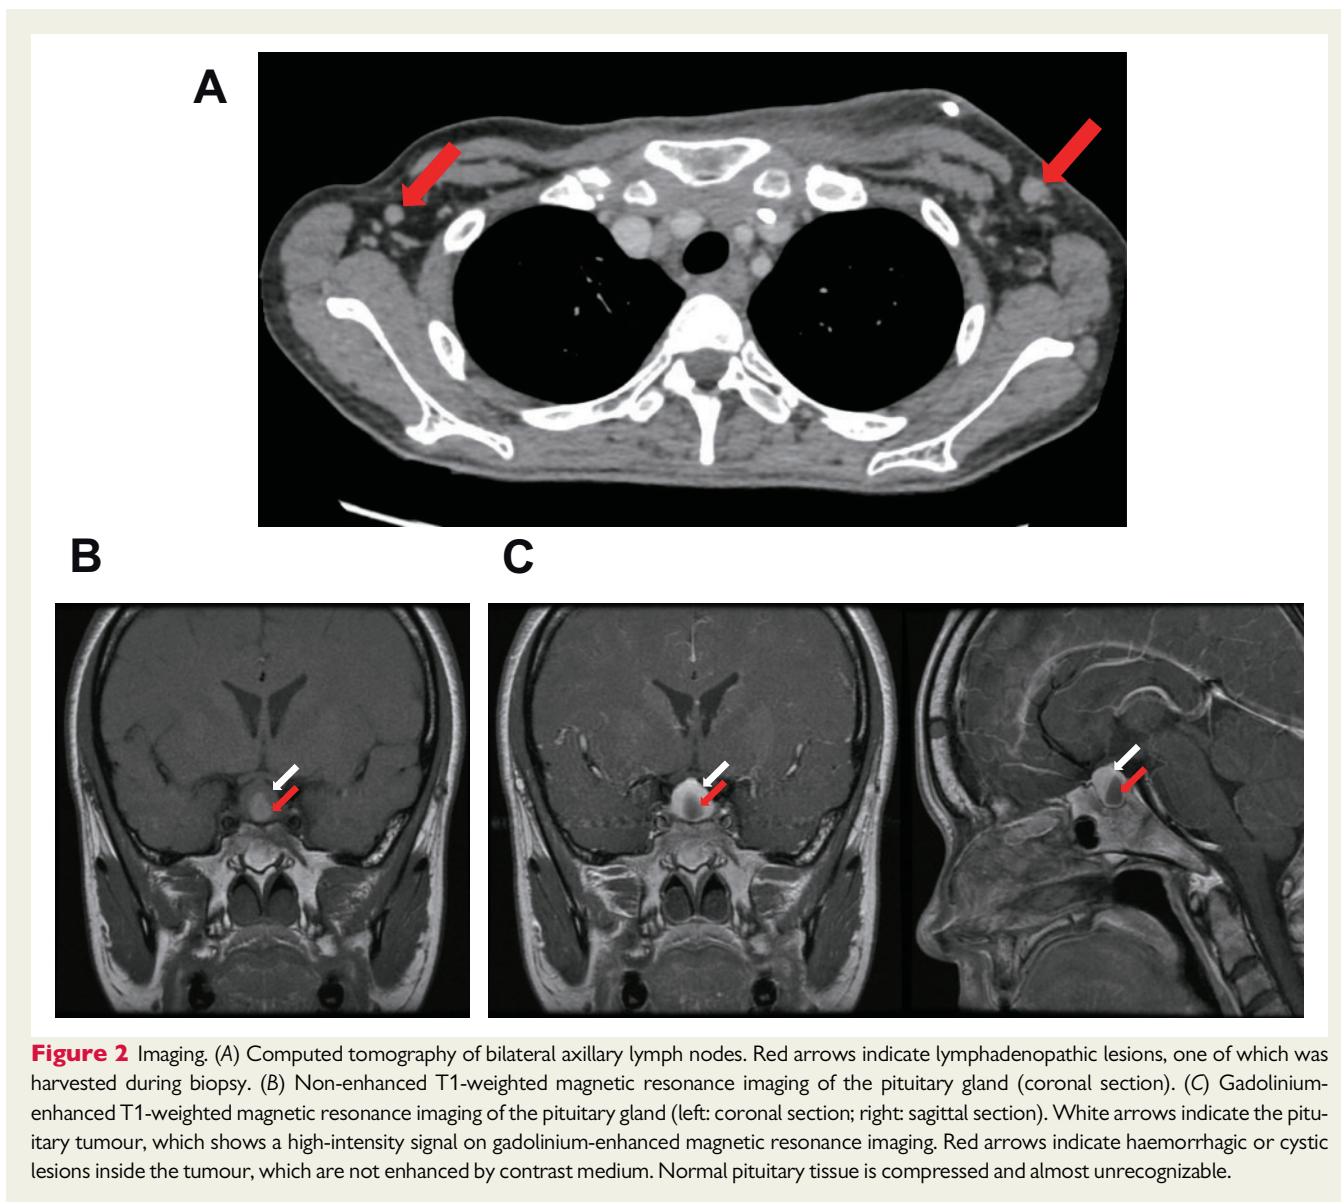 A
B
C
Figure 2 Imaging. (A) Computed tomography of bilateral axillary lymph nodes. Red arrows indicate lymphadenopathic lesions, one of which was
harvested during biopsy. (B) Non-enhanced T1-weighted magnetic resonance imaging of the pituitary gland (coronal section). (C) Gadolinium-
enhanced T1-weighted magnetic resonance imaging of the pituitary gland (left: coronal section; right: sagittal section). White arrows indicate the pitu-
itary tumour, which shows a high-intensity signal on gadolinium-enhanced magnetic resonance imaging. Red arrows indicate haemorrhagic or cystic
lesions inside the tumour, which are not enhanced by contrast medium. Normal pituitary tissue is compressed and almost unrecognizable.